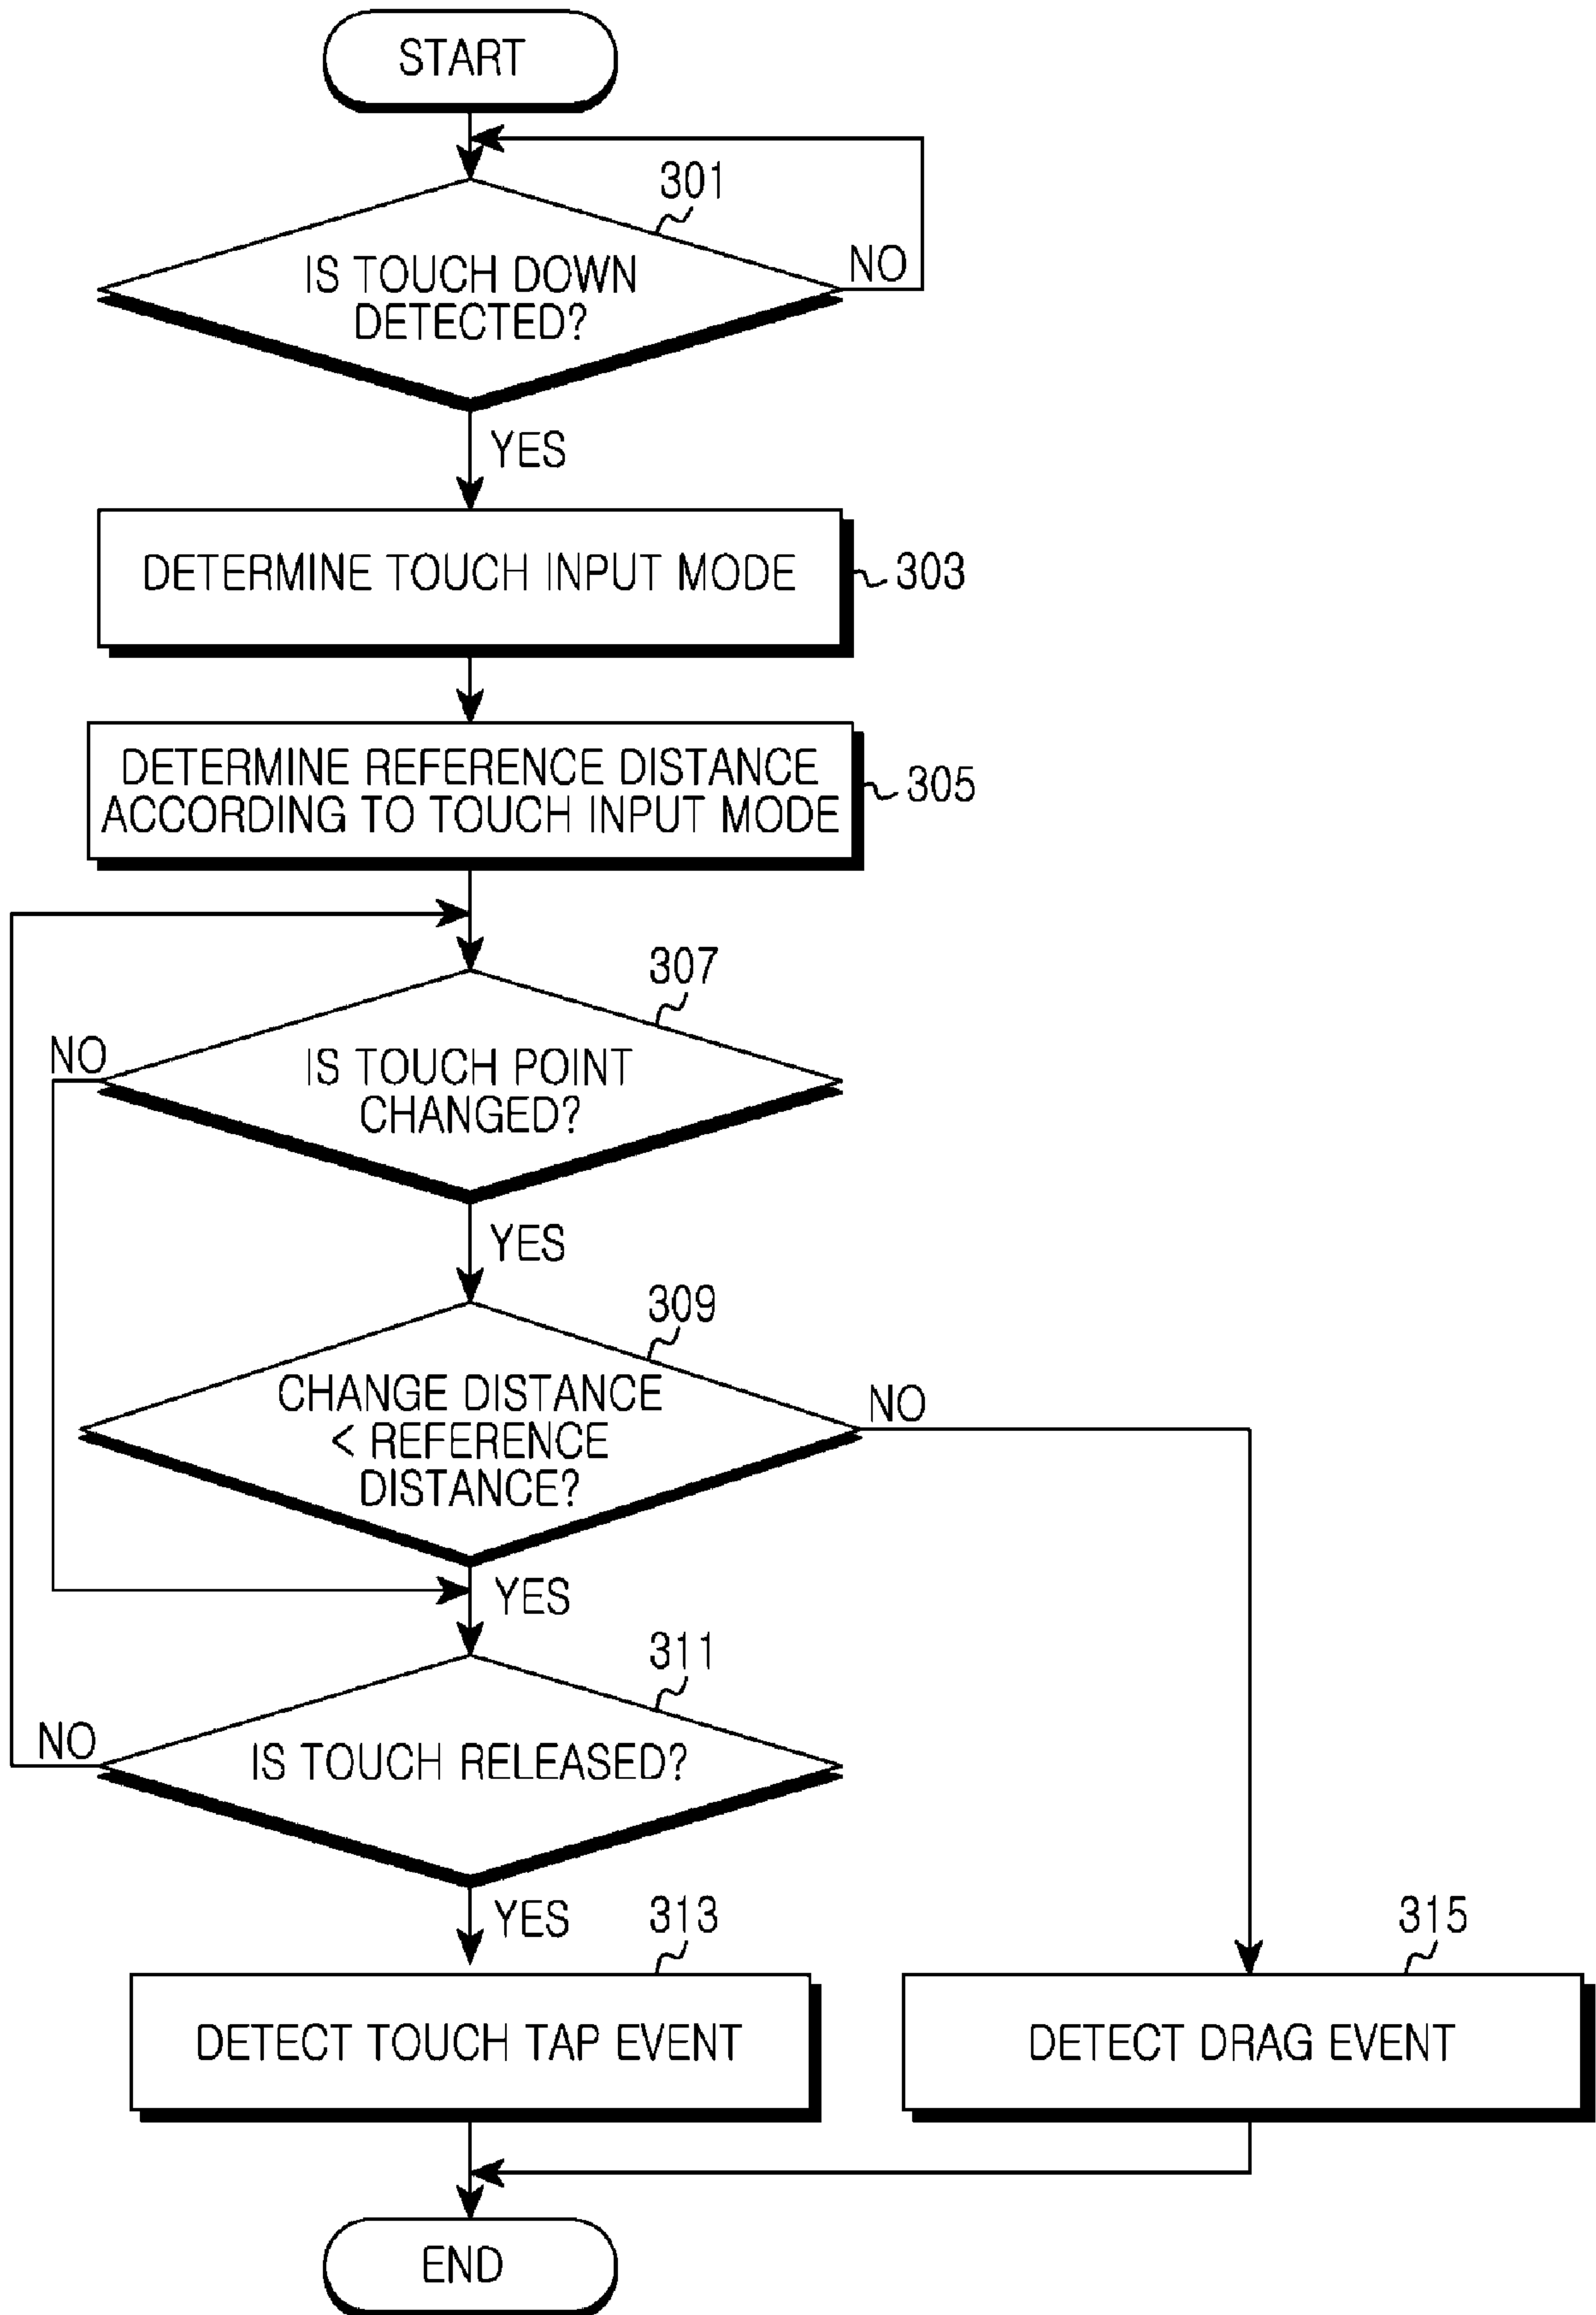 START
301
IS TOUCH DOWN
DETECTED?
NO
YES
DETERMINE TOUCH INPUT MODE
303
DETERMINE REFERENCE DISTANCE
ACCORDING TO TOUCH INPUT MODE
305
307
NO
IS TOUCH POINT
CHANGED?
YES
309
CHANGE DISTANCE
< REFERENCE
DISTANCE?
NO
YES
311
NO
IS TOUCH RELEASED?
YES
313
315
DETECT TOUCH TAP EVENT
DETECT DRAG EVENT
END